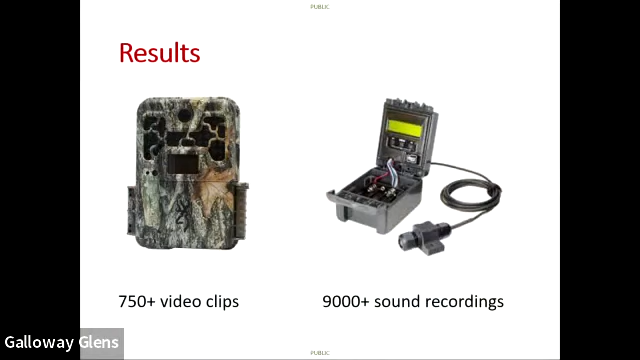 PUBLIC
Results
750+ video clips
9000+ sound recordings
Galloway Glens
PUBLIC